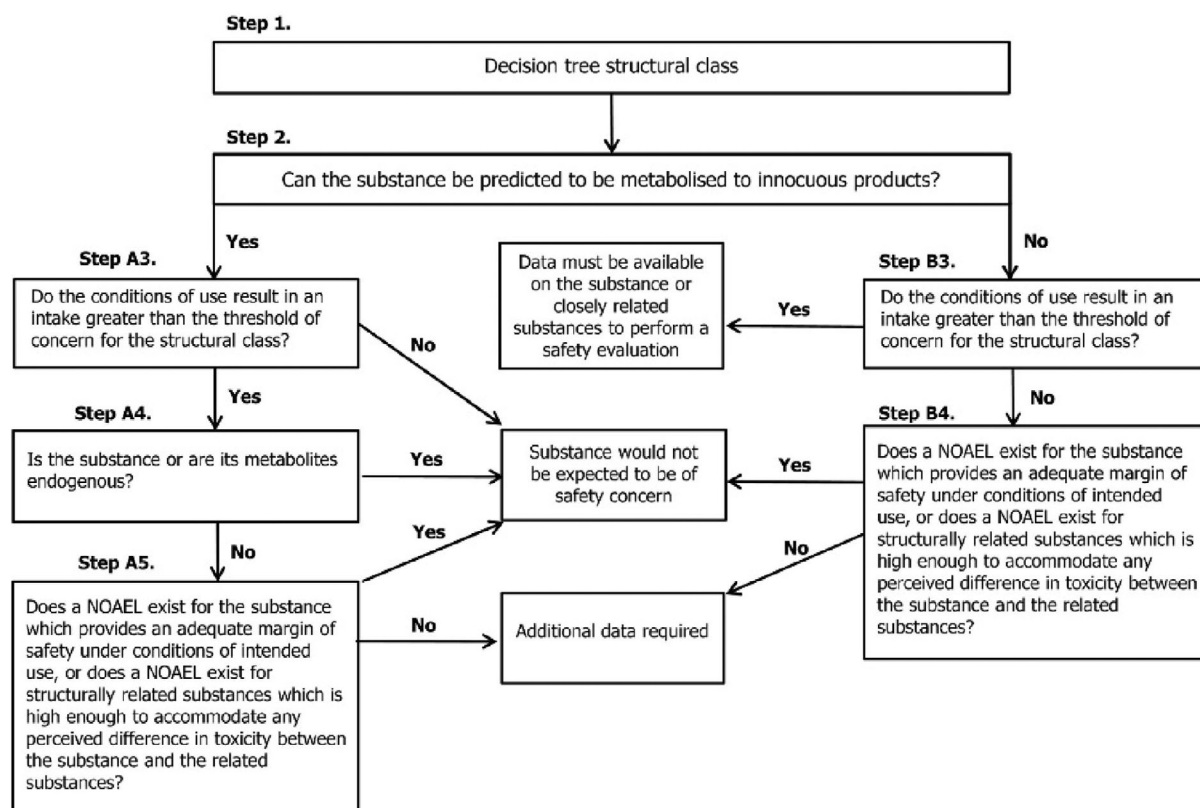 Step 1.
Decision tree structural class
Step 2.
Can the substance be predicted to be metabolised to innocuous products?
Yes
No
Step A3.
Do the conditions of use result in an
intake greater than the threshold of
concern for the structural class?
Data must be available
on the substance or
closely related
substances to perform a
safety evaluation
Step B3.
Do the conditions of use result in an
intake greater than the threshold of
concern for the structural class?
Yes
No
Yes
No
Step A4.
Is the substance or are its metabolites
endogenous?
Yes
Substance would not
be expected to be of
safety concern
Yes
Step B4.
Does a NOAEL exist for the substance
which provides an adequate margin of
safety under conditions of intended
use, or does a NOAEL exist for
structurally related substances which is
high enough to accommodate any
perceived difference in toxicity between
the substance and the related
substances?
No
Yes
No
Step A5.
Does a NOAEL exist for the substance
which provides an adequate margin of
safety under conditions of intended
use, or does a NOAEL exist for
structurally related substances which is
high enough to accommodate any
perceived difference in toxicity between
the substance and the related
substances?
No
Additional data required